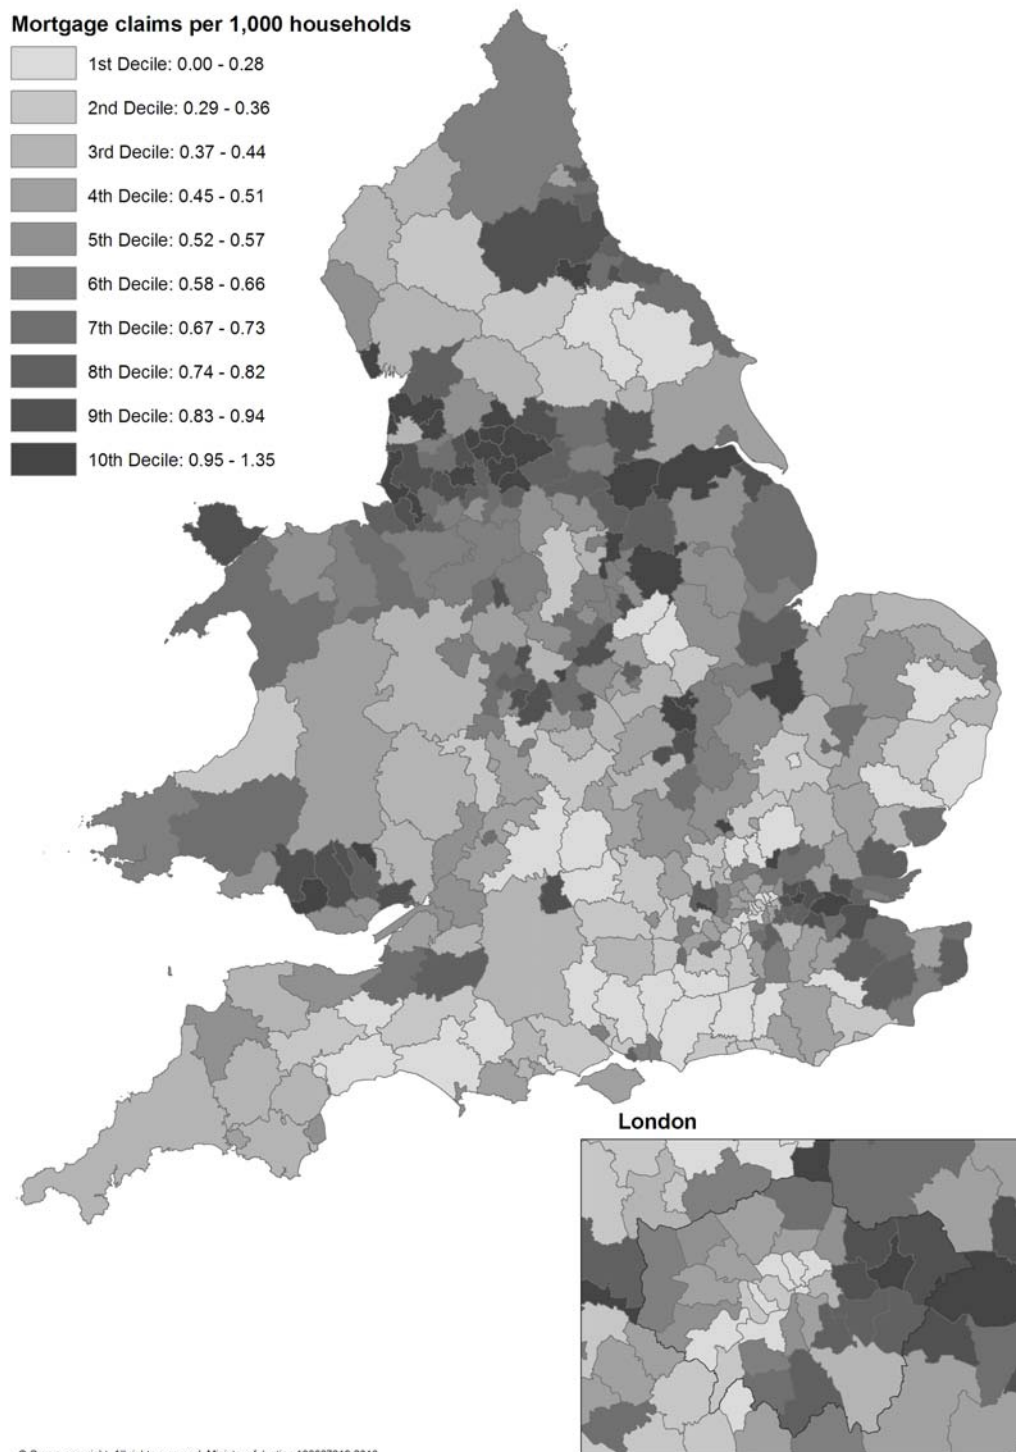 Mortgage claims per 1,000 households
1st Decile: 0.00 - 0.28
2nd Decile: 0.29 - 0.36
3rd Decile: 0.37 - 0.44
4th Decile: 0.45 - 0.51
5th Decile: 0.52 - 0.57
6th Decile: 0.58 - 0.66
7th Decile: 0.67 - 0.73
8th Decile: 0.74 - 0.82
9th Decile: 0.83 - 0.94
10th Decile: 0.95 - 1.35
London